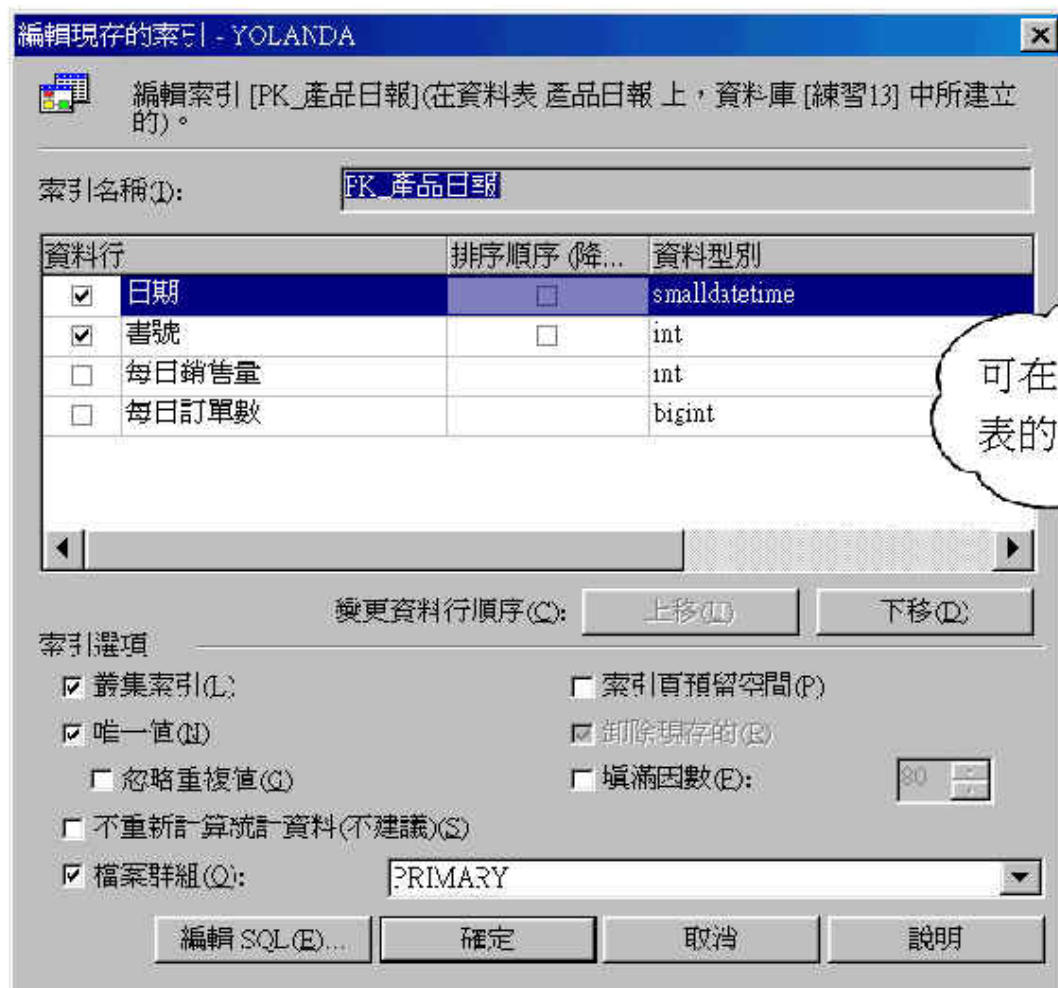 編輯現存的索引 - YOLANDA
編輯索引 [PK_產品日報](在資料表 產品日報 上，資料庫 [練習13] 中所建立
的)。
索引名稱(I): PK_產品日報
資料行 排序順序 (降... 資料型別
日期 smalldatetime
書號 int
每日銷售量 int
每日訂單數 bigint
可在
表的
變更資料行順序(C): 上移(U) 下移(D)
索引選項
叢集索引(L) 索引頁預留空間(P)
唯一值(N) 卸除現存的(R)
忽略重複值(G) 填滿因數(F): 80
不重新計算統計資料(不建議)(S)
檔案群組(O): PRIMARY
編輯 SQL(E)... 確定 取消 說明